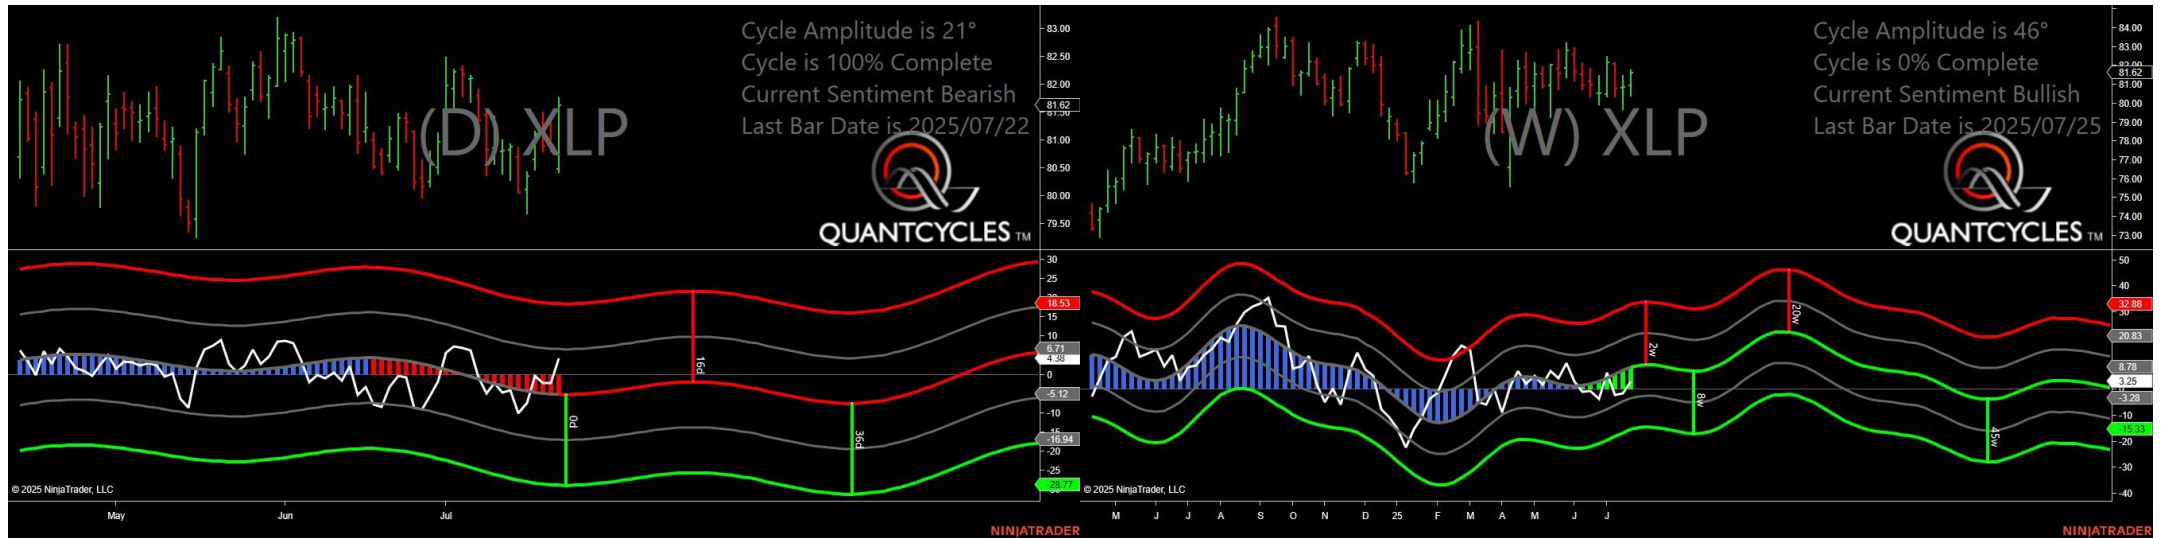 Cycle Amplitude is 21°
Cycle is 100% Complete
Current Sentiment Bearish
Last Bar Date is 2025/07/22
(D) XLP
QUANTCYCLES TM
83.00
82.50
82.00
81.62
81.50
81.00
80.50
80.00
79.50
30
25
18.53
15
10
6.71
4.38
0
-5.12
-10
-16.94
-20
-25
-28.77
16d
0d
36d
© 2025 NinjaTrader, LLC
May Jun Jul
NINJATRADER
Cycle Amplitude is 46°
Cycle is 0% Complete
Current Sentiment Bullish
Last Bar Date is 2025/07/25
(W) XLP
QUANTCYCLES TM
84.00
83.00
82.00
81.62
81.00
80.00
79.00
78.00
77.00
76.00
75.00
74.00
73.00
50
40
32.88
30
20.83
8.78
3.25
-3.28
-10
-15.33
-20
-30
-40
2w
20w
8w
45w
© 2025 NinjaTrader, LLC
M J J A S O N D 25 F M A M J J
NINJATRADER